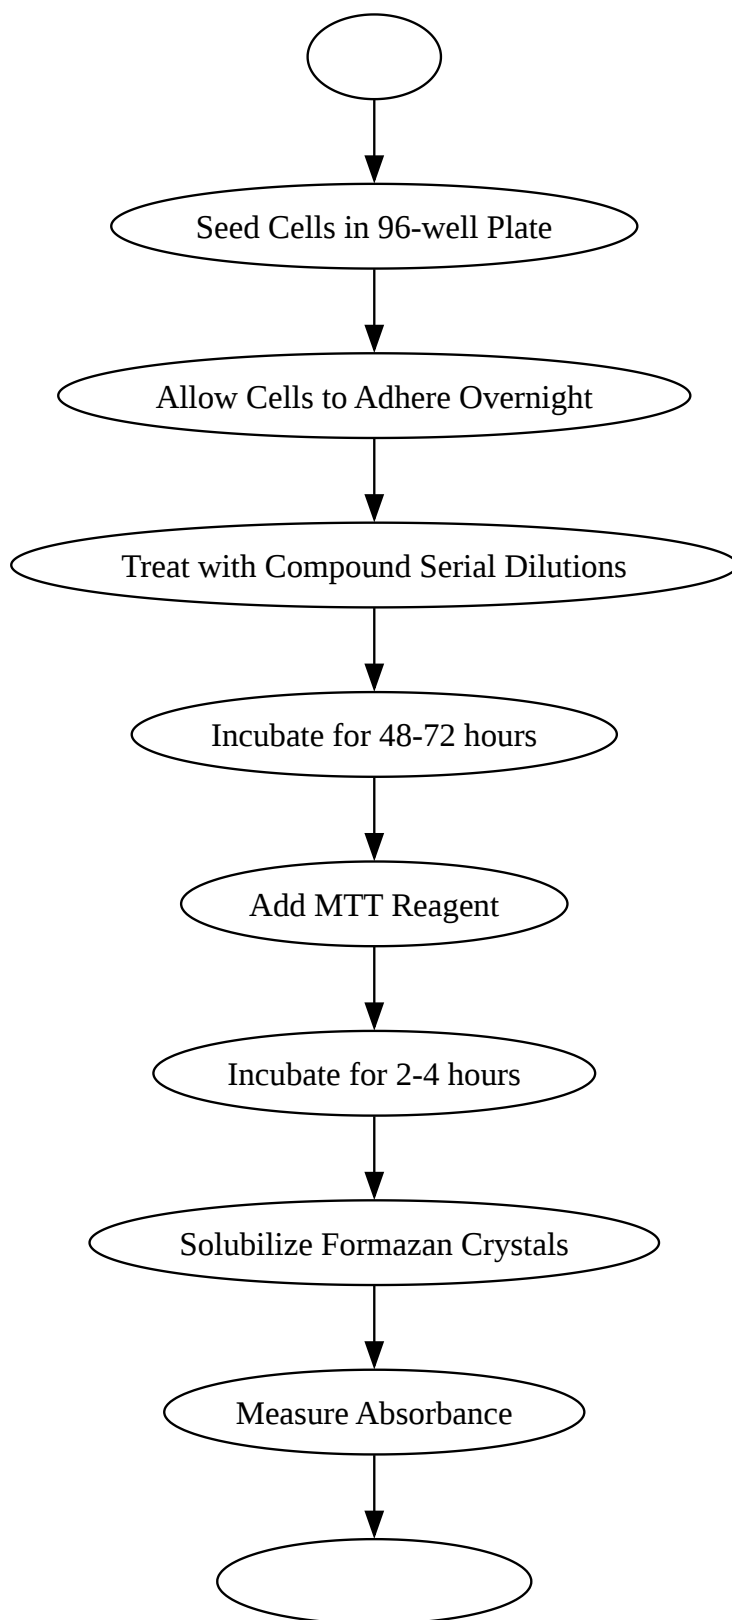 Seed Cells in 96-well Plate
Allow Cells to Adhere Overnight
Treat with Compound Serial Dilutions
Incubate for 48-72 hours
Add MTT Reagent
Incubate for 2-4 hours
Solubilize Formazan Crystals
Measure Absorbance